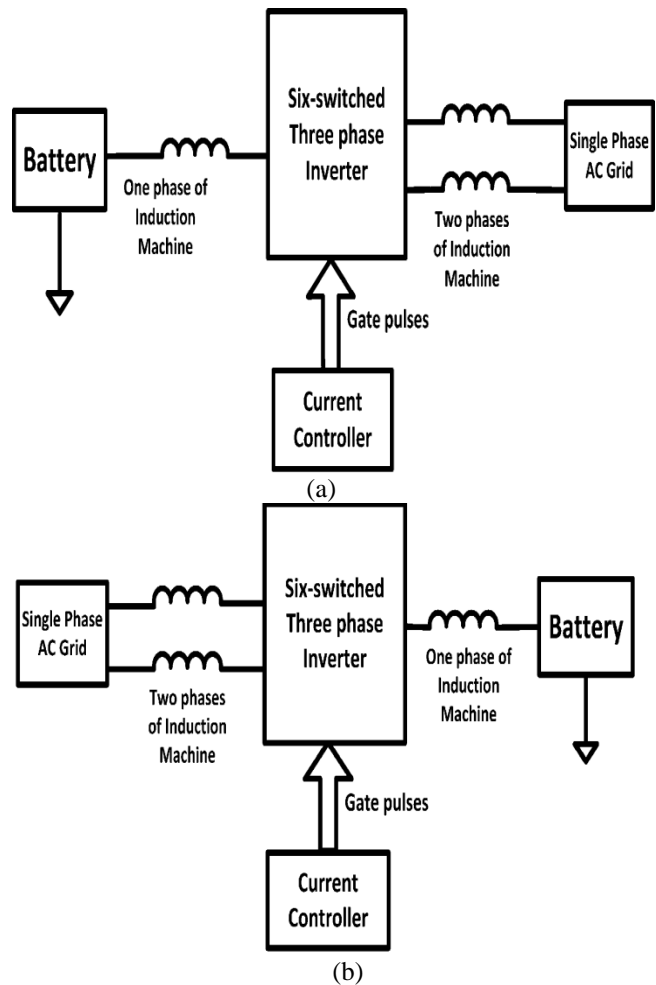 Six-switched
Three phase
Inverter
Battery
One phase of
Induction
Machine
Single Phase
AC Grid
Two phases
of Induction
Machine
Gate pulses
Current
Controller
(a)
Six-switched
Three phase
Inverter
Single Phase
AC Grid
Two phases
of Induction
Machine
Battery
One phase of
Induction
Machine
Gate pulses
Current
Controller
(b)